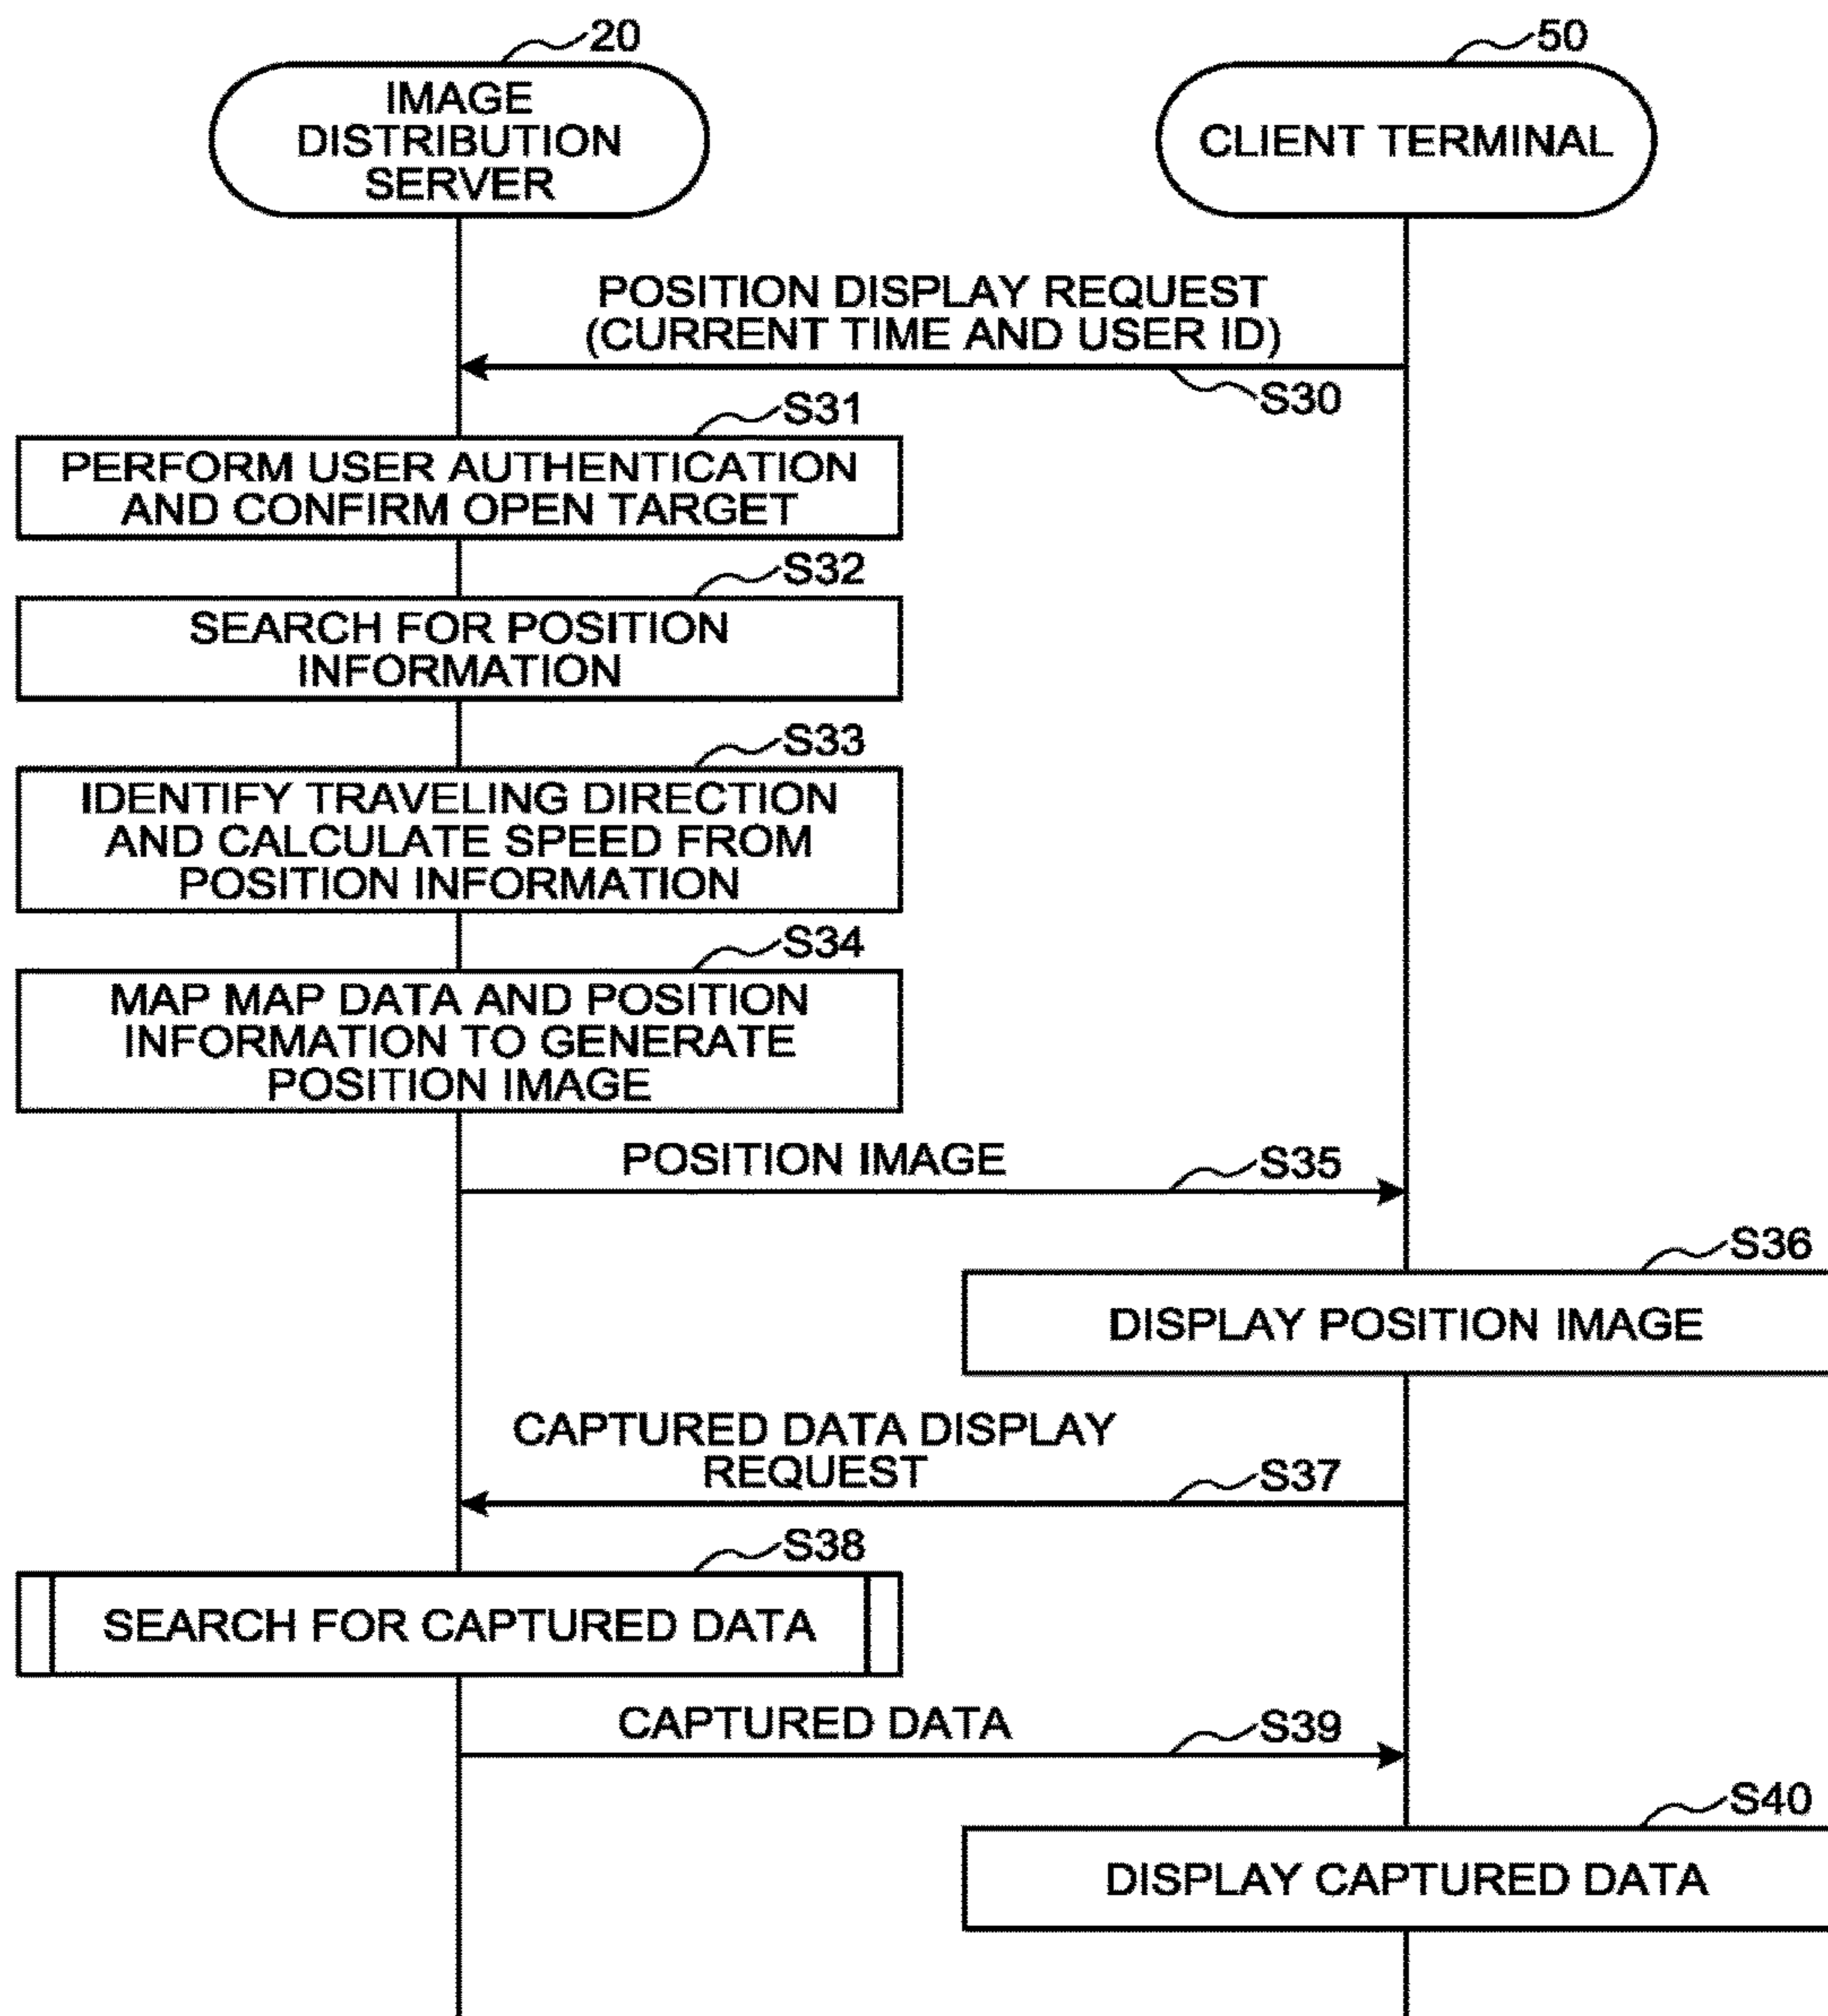 20
50
IMAGE
DISTRIBUTION
SERVER
CLIENT TERMINAL
POSITION DISPLAY REQUEST
(CURRENT TIME AND USER ID)
S30
S31
PERFORM USER AUTHENTICATION
AND CONFIRM OPEN TARGET
S32
SEARCH FOR POSITION
INFORMATION
S33
IDENTIFY TRAVELING DIRECTION
AND CALCULATE SPEED FROM
POSITION INFORMATION
S34
MAP MAP DATA AND POSITION
INFORMATION TO GENERATE
POSITION IMAGE
POSITION IMAGE
S35
S36
DISPLAY POSITION IMAGE
CAPTURED DATA DISPLAY
REQUEST
S37
S38
SEARCH FOR CAPTURED DATA
CAPTURED DATA
S39
S40
DISPLAY CAPTURED DATA